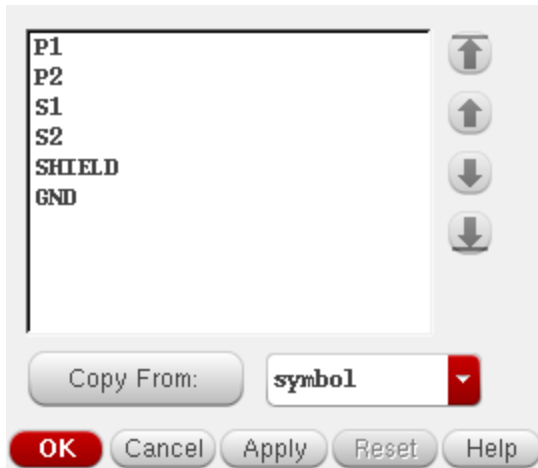 P1
P2
S1
S2
SHIELD
GND
Copy From: symbol
OK Cancel Apply Reset Help